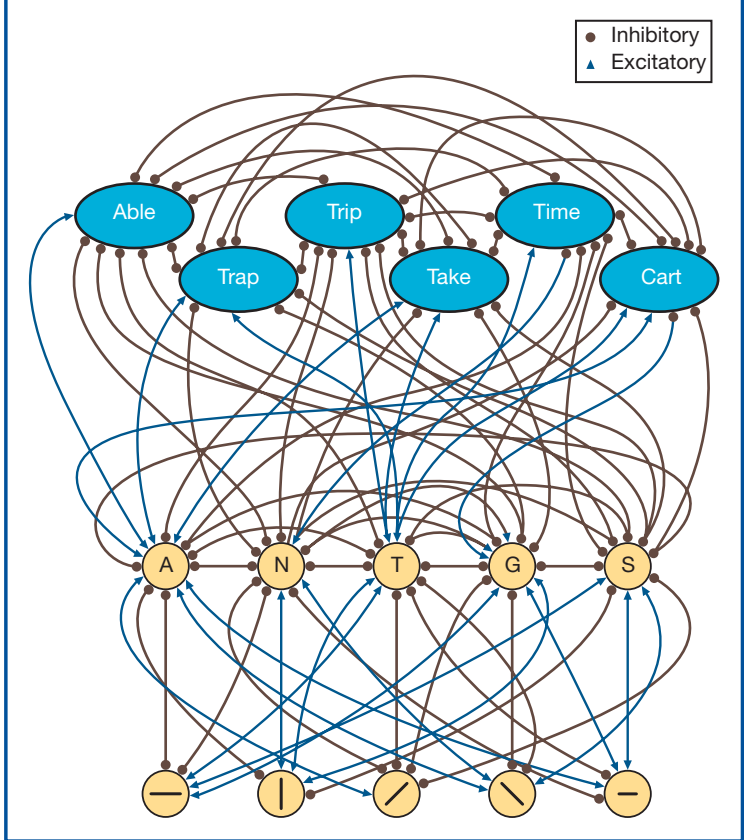 Inhibitory
Excitatory
Able
Trip
Time
Trap
Take
Cart
A
N
T
G
S